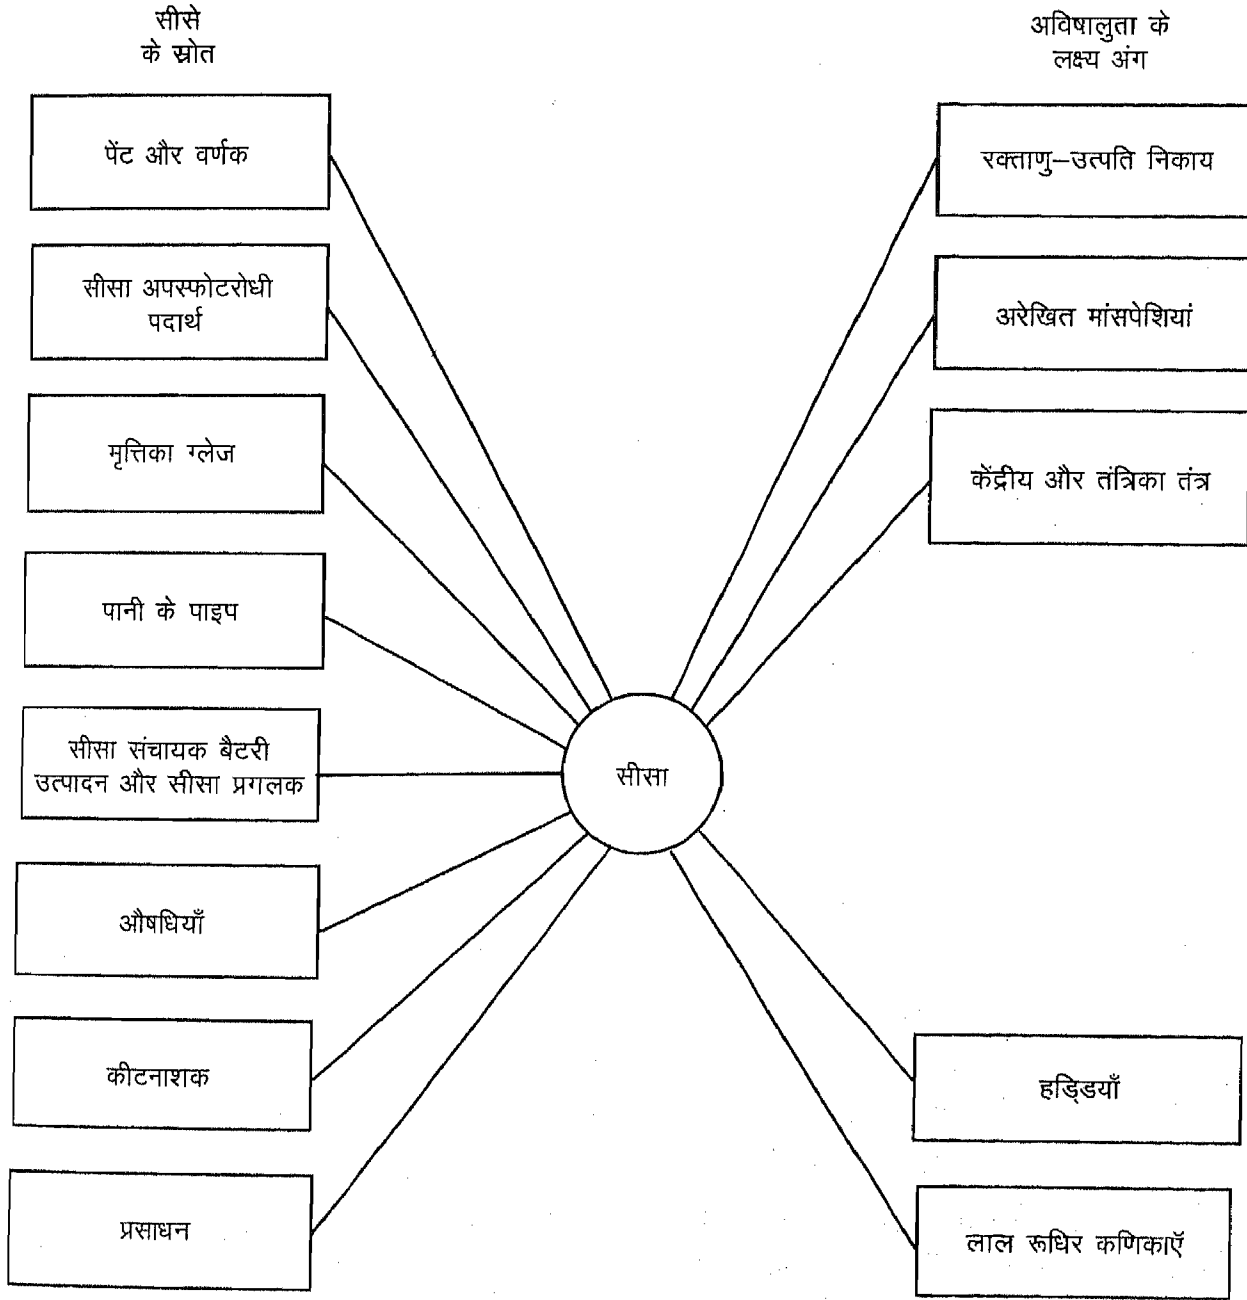 सीसे
के स्रोत
पेंट और वर्णक
सीसा अपस्फोटरोधी
पदार्थ
मृत्तिका ग्लेज
पानी के पाइप
सीसा संचायक बैटरी
उत्पादन और सीसा प्रगलक
औषधियाँ
कीटनाशक
प्रसाधन
सीसा
अविषालुता के
लक्ष्य अंग
रक्ताणु–उत्पति निकाय
अरेखित मांसपेशियां
केंद्रीय और तंत्रिका तंत्र
हड्डियाँ
लाल रूधिर कणिकाएॅ